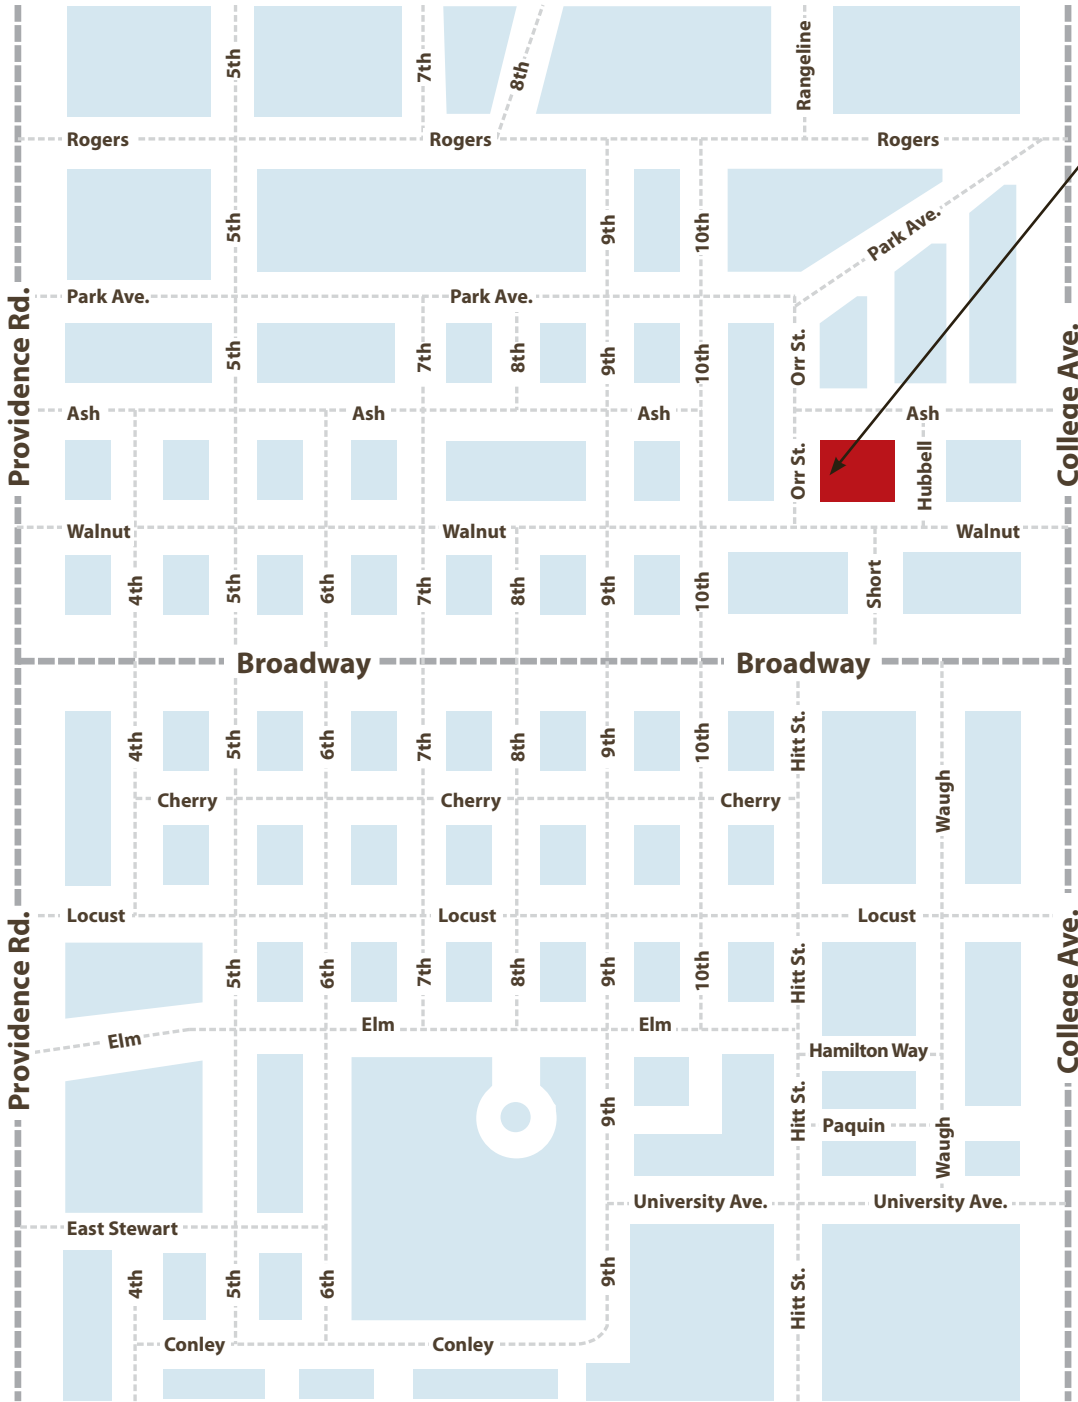 5th
7th
8th
Rangeline
Rogers
Rogers
Rogers
5th
9th
10th
Park Ave.
Park Ave.
Park Ave.
Providence Rd.
5th
7th
8th
9th
10th
Orr St.
College Ave.
Ash
Ash
Ash
Ash
Orr St.
Hubbell
Walnut
Walnut
Walnut
4th
5th
6th
7th
8th
9th
10th
Short
Broadway
Broadway
4th
5th
6th
7th
8th
9th
10th
Hitt St.
Waugh
Cherry
Cherry
Cherry
Locust
Locust
Locust
Providence Rd.
5th
6th
7th
8th
9th
10th
Hitt St.
College Ave.
Elm
Elm
Elm
Hamilton Way
9th
Hitt St.
Paquin
Waugh
University Ave.
University Ave.
East Stewart
4th
5th
6th
9th
Hitt St.
Conley
Conley